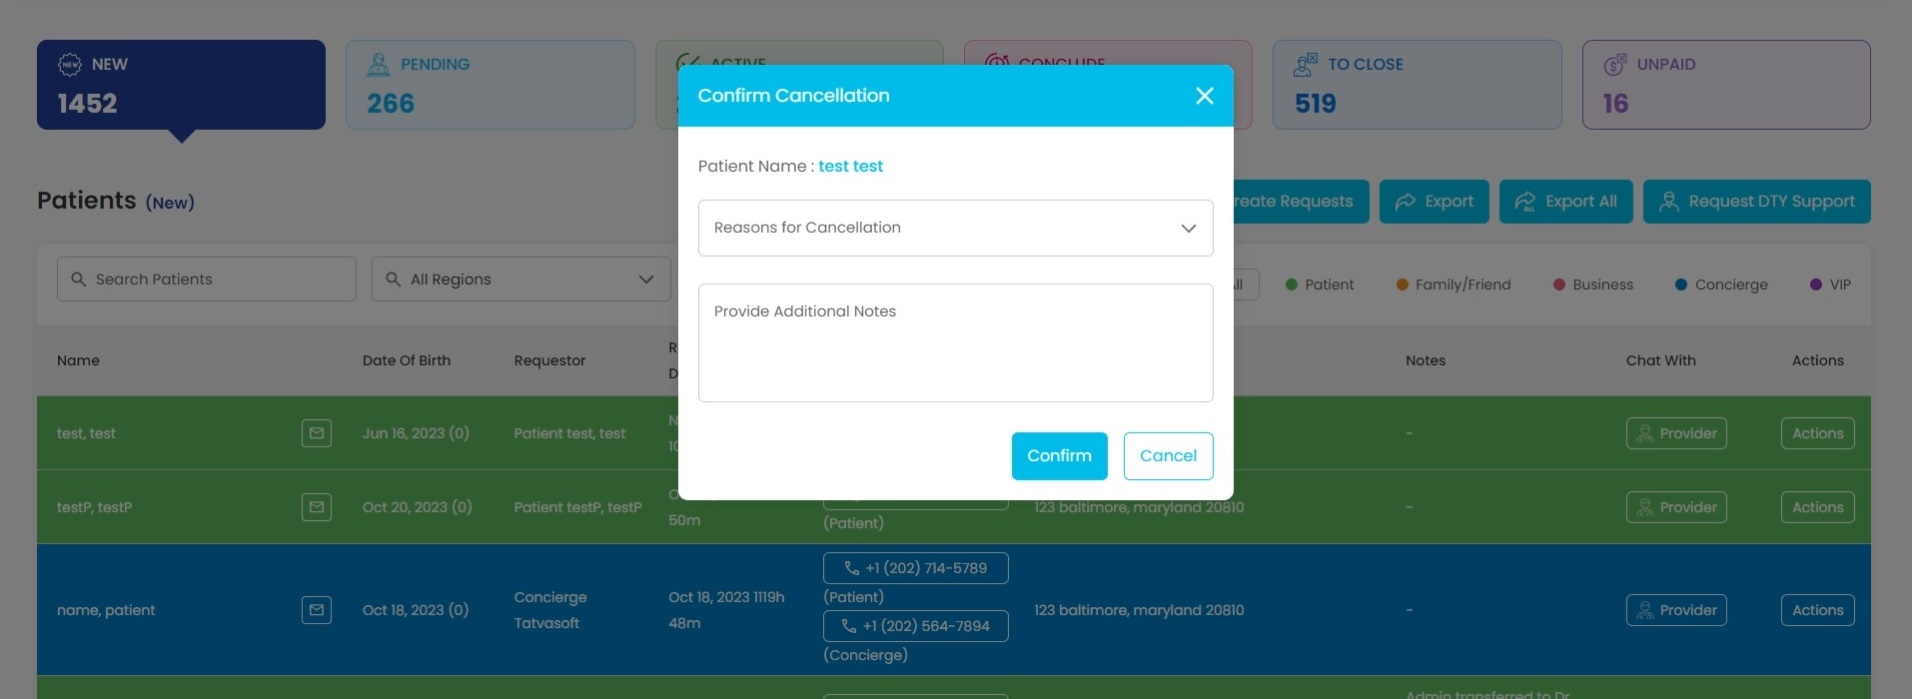 NEW
1452
PENDING
266
ACTIVE
CONCLUDE
TO CLOSE
519
UNPAID
16
Confirm Cancellation
Patient Name : test test
Reasons for Cancellation
Provide Additional Notes
Confirm Cancel
Patients (New)
Requests
Export
Export All
Request DTY Support
Search Patients
All Regions
Patient
Family/Friend
Business
Concierge
VIP
Name
Date Of Birth
Requestor
Notes
Chat With
Actions
test, test
Jun 16, 2023 (0)
Patient test, test
-
Provider
Actions
testP, testP
Oct 20, 2023 (0)
Patient testP, testP
50m
(Patient)
123 baltimore, maryland 20810
-
Provider
Actions
name, patient
Oct 18, 2023 (0)
Concierge
Tatvasoft
Oct 18, 2023 1119h
48m
+1 (202) 714-5789
(Patient)
+1 (202) 564-7894
(Concierge)
123 baltimore, maryland 20810
-
Provider
Actions
Admin transferred to Dr.